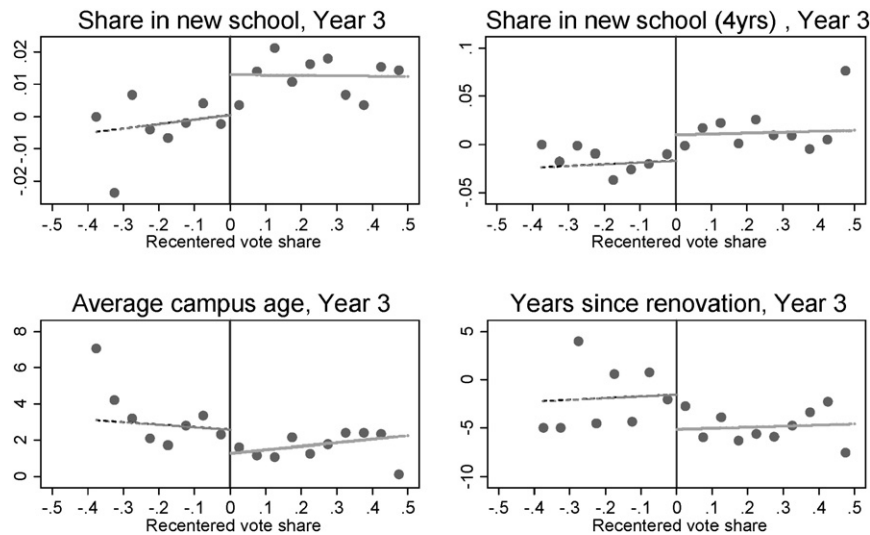 Share in new school, Year 3
.02
.01
0
-.01
-.02
-.5 -.4 -.3 -.2 -.1 0 .1 .2 .3 .4 .5
Recentered vote share
Share in new school (4yrs) , Year 3
.1
.05
0
-.05
-.5 -.4 -.3 -.2 -.1 0 .1 .2 .3 .4 .5
Recentered vote share
Average campus age, Year 3
8
6
4
2
0
-.5 -.4 -.3 -.2 -.1 0 .1 .2 .3 .4 .5
Recentered vote share
Years since renovation, Year 3
5
0
-5
-10
-.5 -.4 -.3 -.2 -.1 0 .1 .2 .3 .4 .5
Recentered vote share